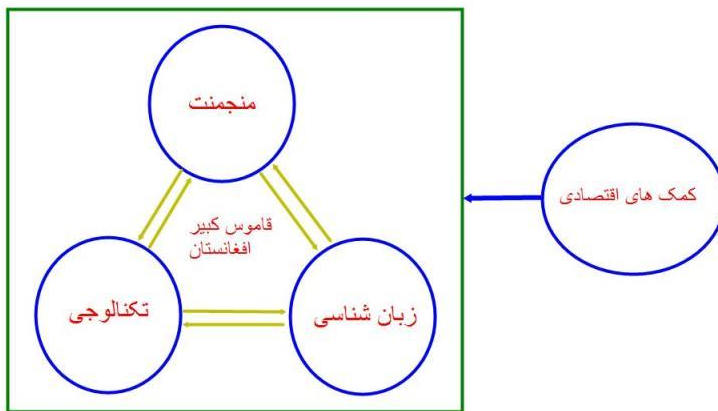 منجمنت
کمک های اقتصادی
قاموس کبیر
افغانستان
زبان شناسی
تکنالوجی